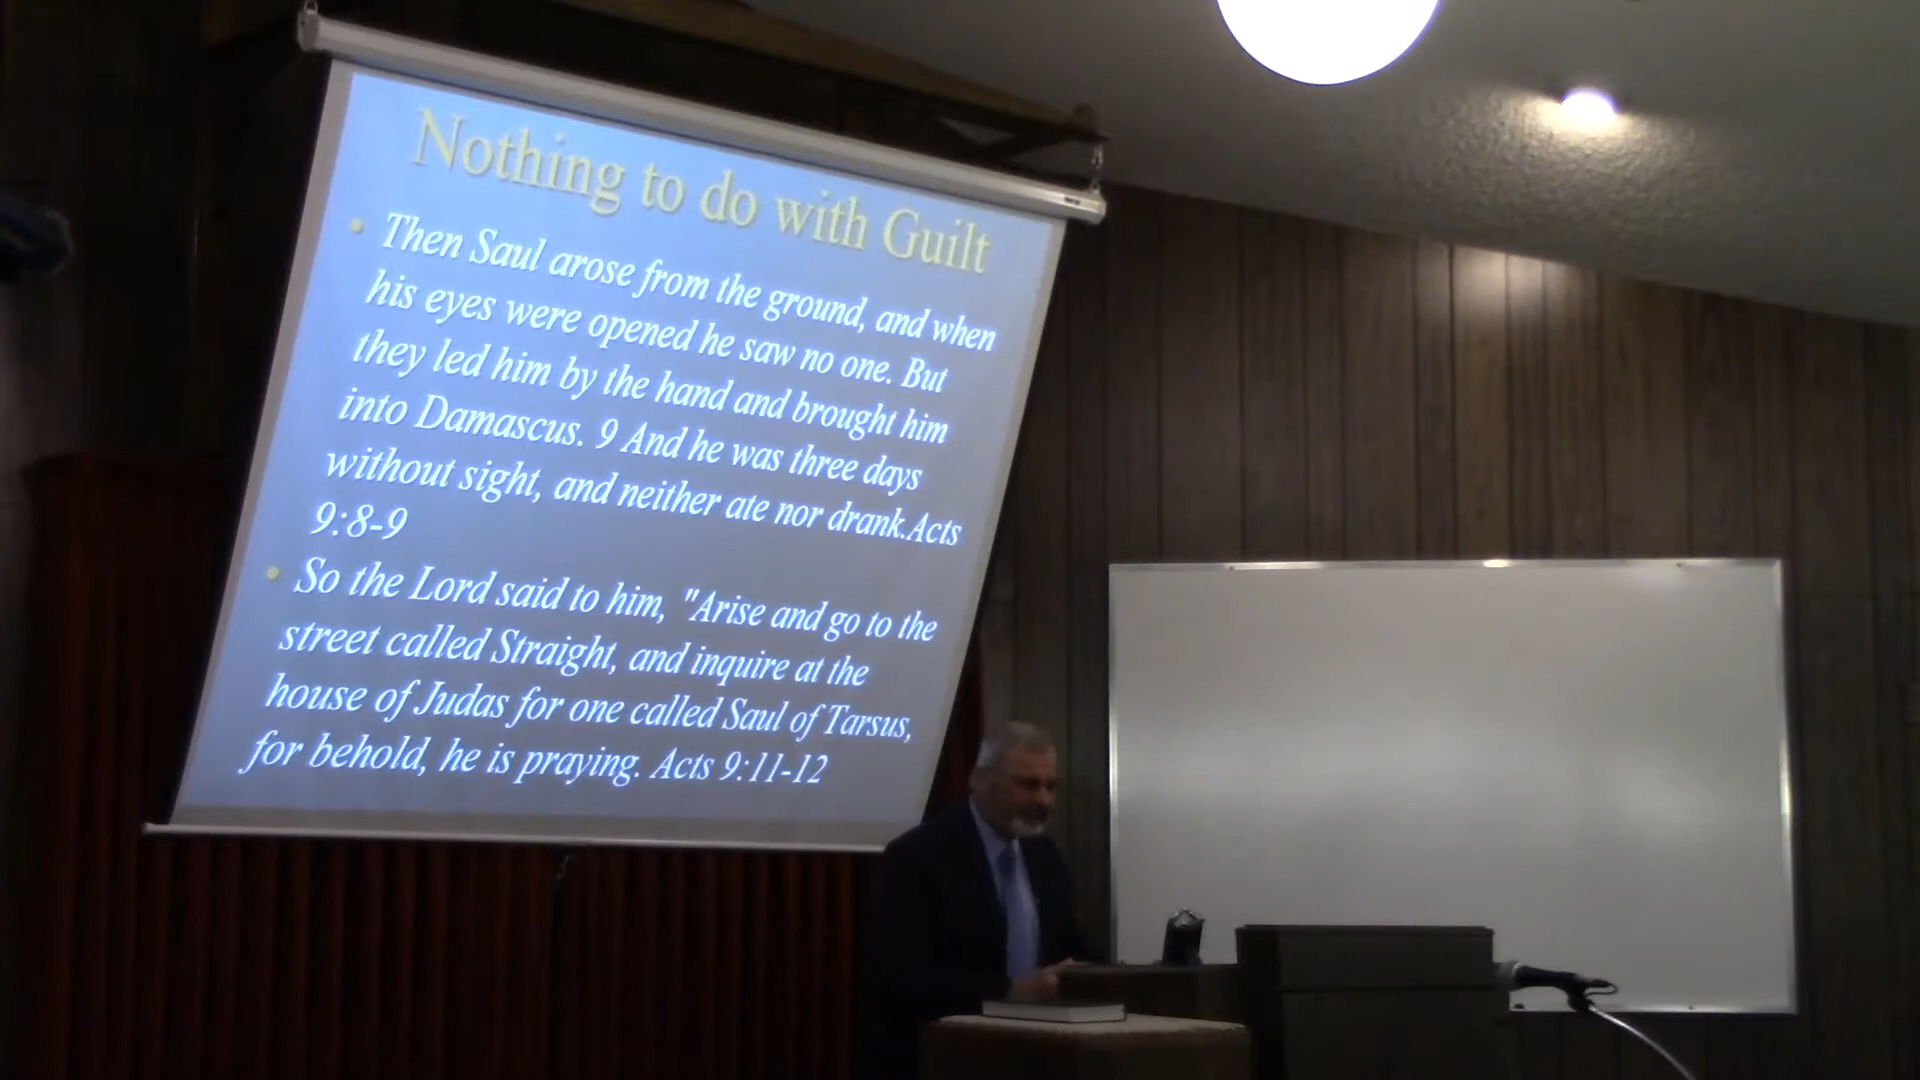 Nothing to do with Guilt
• Then Saul arose from the ground, and when
his eyes were opened he saw no one. But
they led him by the hand and brought him
into Damascus. 9 And he was three days
without sight, and neither ate nor drank.Acts
9:8-9
• So the Lord said to him, "Arise and go to the
street called Straight, and inquire at the
house of Judas for one called Saul of Tarsus,
for behold, he is praying. Acts 9:11-12